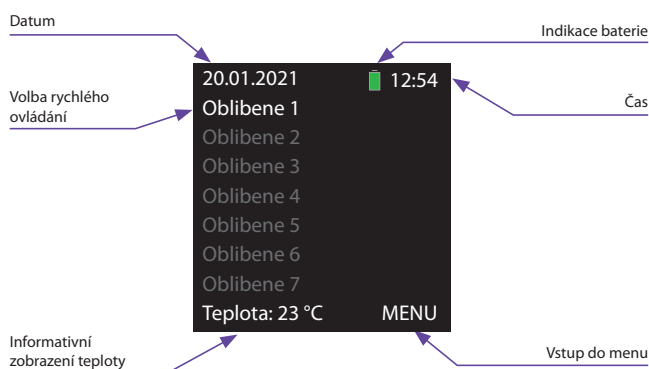 Datum
Indikace baterie
20.01.2021 12:54
Volba rychlého
ovládání
Čas
Oblibene 1
Oblibene 2
Oblibene 3
Oblibene 4
Oblibene 5
Oblibene 6
Oblibene 7
Teplota: 23 °C MENU
Informativní
zobrazení teploty
Vstup do menu